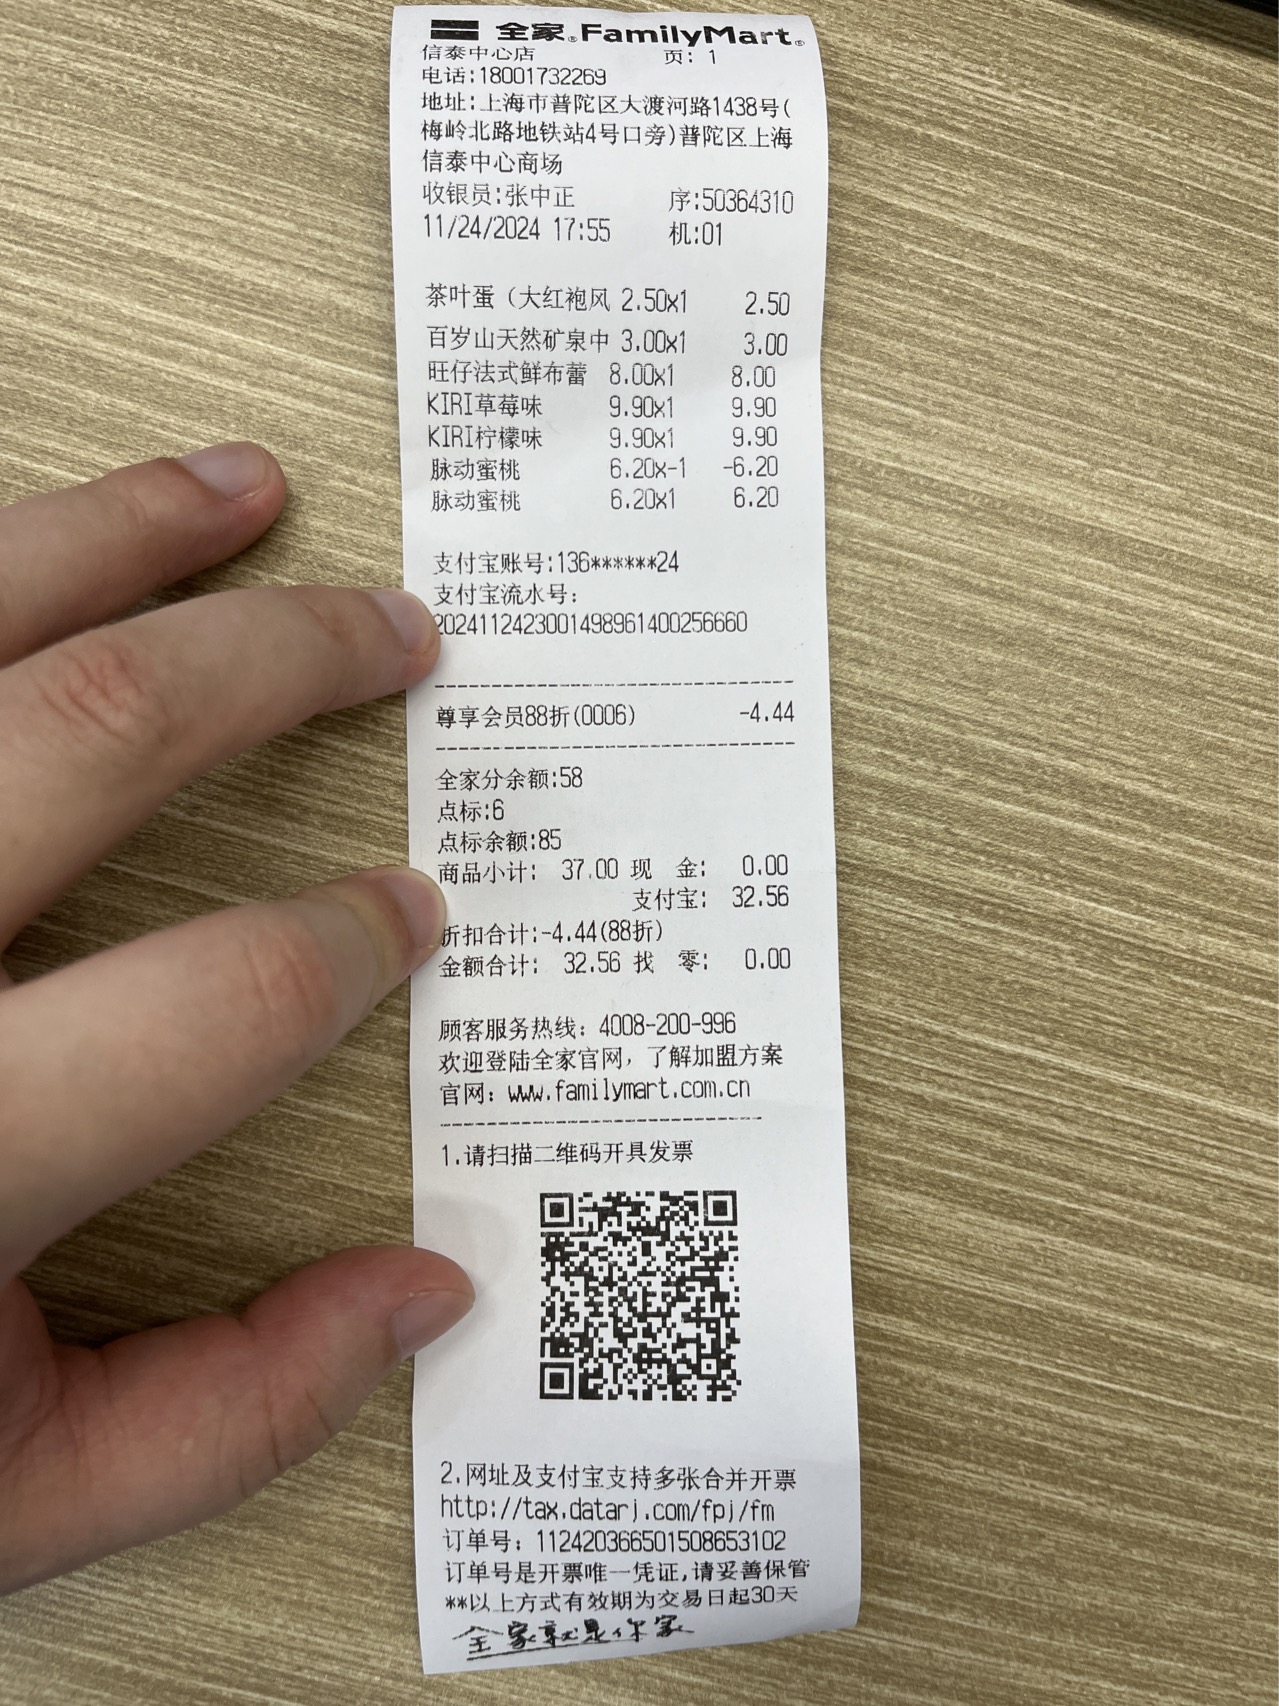 全家®FamilyMart®
信泰中心店 页: 1
电话:18001732269
地址:上海市普陀区大渡河路1438号(
梅岭北路地铁站4号口旁)普陀区上海
信泰中心商场
收银员:张中正 序:50364310
11/24/2024 17:55 机:01
茶叶蛋（大红袍风 2.50x1 2.50
百岁山天然矿泉中 3.00x1 3.00
旺仔法式鲜布蕾 8.00x1 8.00
KIRI草莓味 9.90x1 9.90
KIRI柠檬味 9.90x1 9.90
脉动蜜桃 6.20x-1 -6.20
脉动蜜桃 6.20x1 6.20
支付宝账号:136******24
支付宝流水号:
2024112423001498961400256660
尊享会员88折(0006) -4.44
全家分余额:58
点标:6
点标余额:85
商品小计: 37.00 现 金: 0.00
支付宝: 32.56
折扣合计:-4.44(88折)
金额合计: 32.56 找 零: 0.00
顾客服务热线: 4008-200-996
欢迎登陆全家官网，了解加盟方案
官网: www.familymart.com.cn
1.请扫描二维码开具发票
2.网址及支付宝支持多张合并开票
http://tax.datarj.com/fpj/fm
订单号: 112420366501508653102
订单号是开票唯一凭证,请妥善保管
**以上方式有效期为交易日起30天
全家就是你家